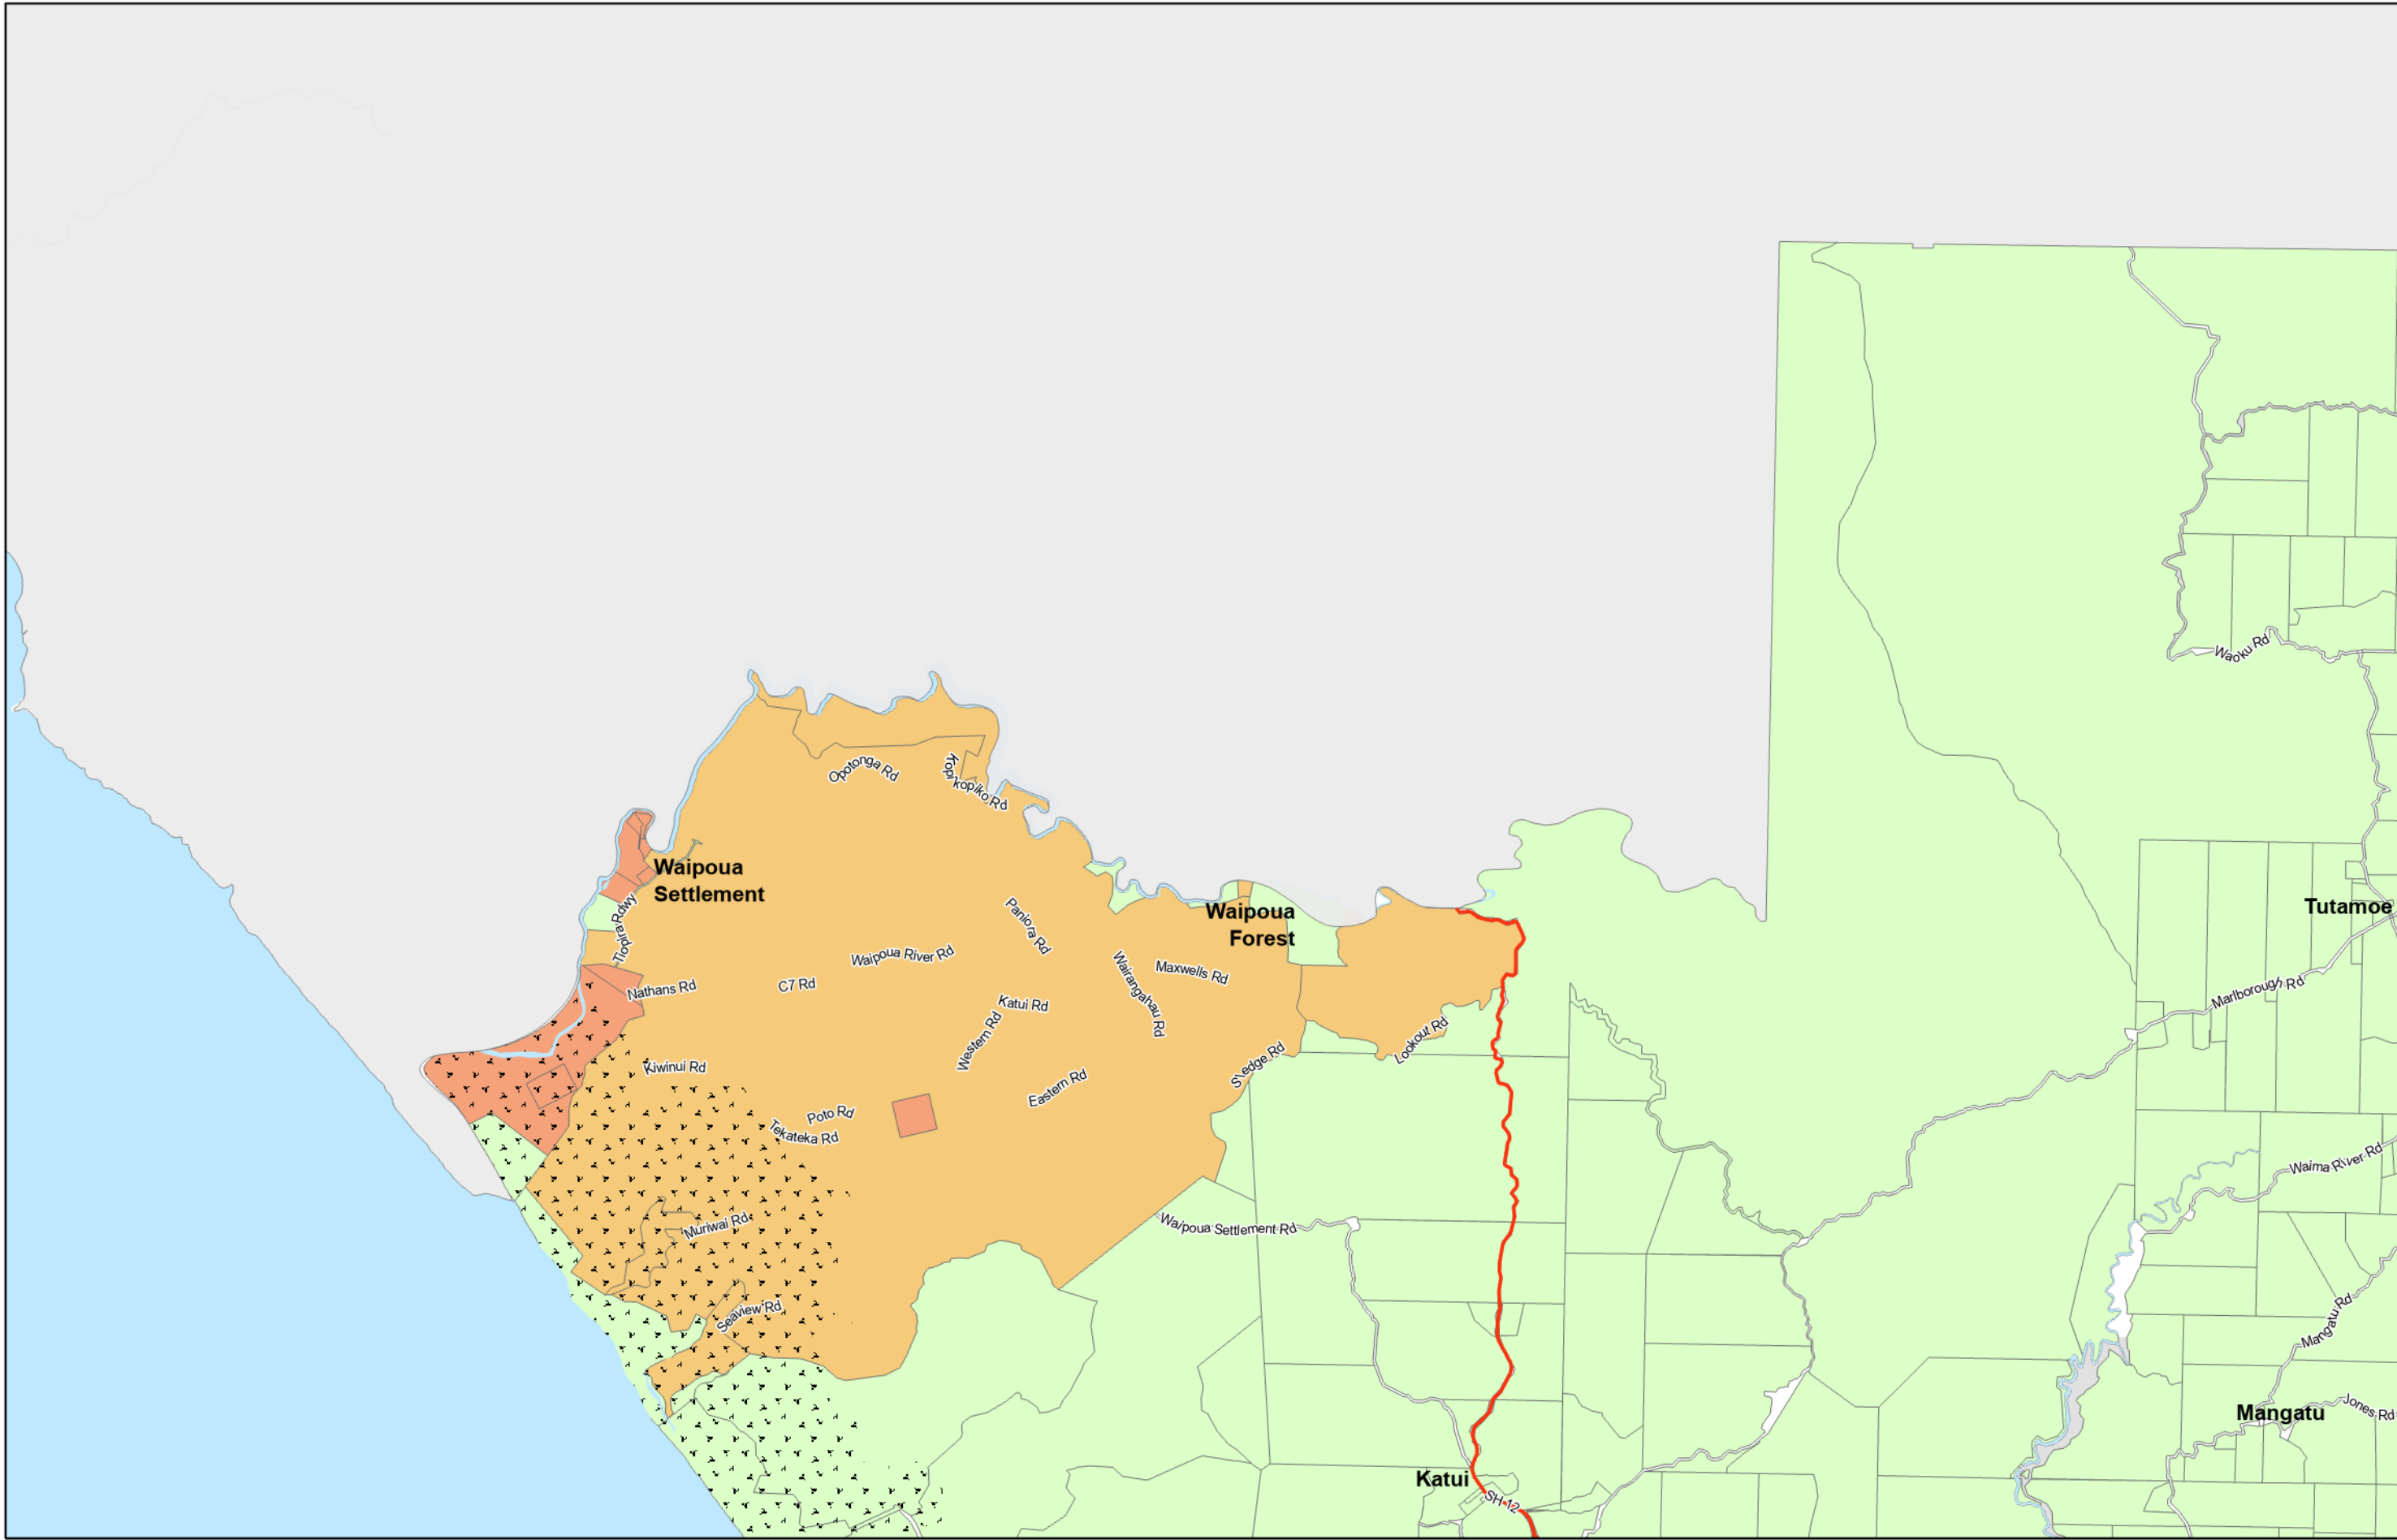 Waoku Rd
Opotonga Rd
Kopikopiko Rd
Waipoua
Settlement
Tiopira Rdwy
Paniora Rd
Waipoua
Forest
Tutamoe
Waipoua River Rd
Maxwells Rd
Wairangahau Rd
Nathans Rd
C7 Rd
Katui Rd
Marlborough Rd
Western Rd
Lookout Rd
Kiwinui Rd
Sledge Rd
Eastern Rd
Poto Rd
Tekateka Rd
Waima River Rd
Muriwai Rd
Waipoua Settlement Rd
Seaview Rd
Mangatu Rd
Mangatu
Jones Rd
Katui
SH 12